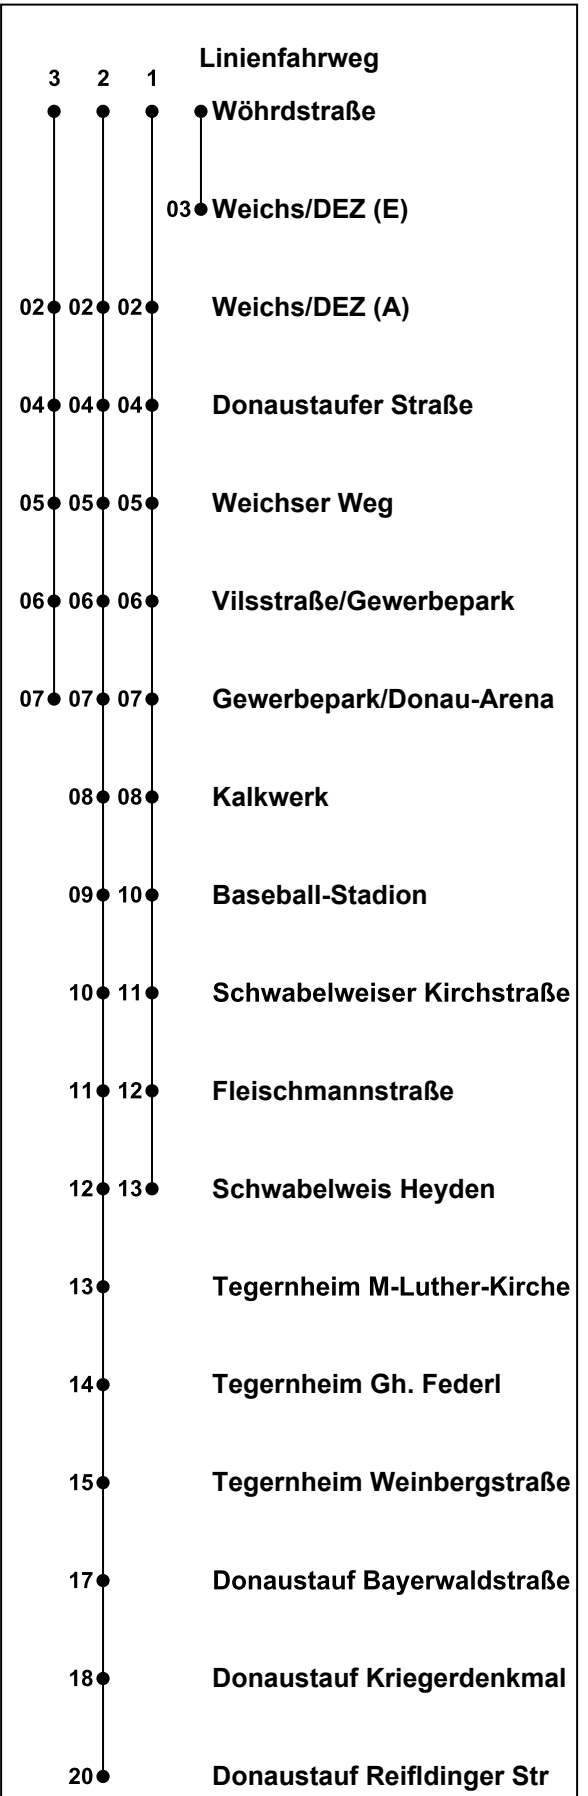 Linienfahrweg
3 2 1
Wöhrdstraße
03 Weichs/DEZ (E)
02 02 02 Weichs/DEZ (A)
04 04 04 Donaustaufer Straße
05 05 05 Weichser Weg
06 06 06 Vilsstraße/Gewerbepark
07 07 07 Gewerbepark/Donau-Arena
08 08 Kalkwerk
09 10 Baseball-Stadion
10 11 Schwabelweiser Kirchstraße
11 12 Fleischmannstraße
12 13 Schwabelweis Heyden
13 Tegernheim M-Luther-Kirche
14 Tegernheim Gh. Federl
15 Tegernheim Weinbergstraße
17 Donaustauf Bayerwaldstraße
18 Donaustauf Kriegerdenkmal
20 Donaustauf Reifldinger Str